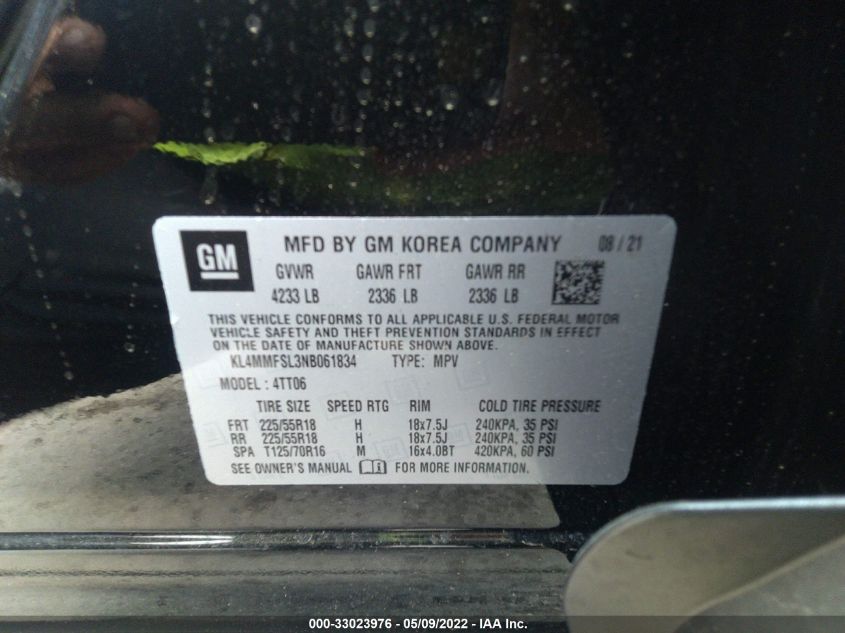 GM
MFD BY GM KOREA COMPANY 08 / 21
GVWR GAWR FRT GAWR RR
4233 LB 2336 LB 2336 LB
THIS VEHICLE CONFORMS TO ALL APPLICABLE U.S. FEDERAL MOTOR
VEHICLE SAFETY AND THEFT PREVENTION STANDARDS IN EFFECT
ON THE DATE OF MANUFACTURE SHOWN ABOVE.
KL4MMFSL3NB061834 TYPE: MPV
MODEL : 4TT06
TIRE SIZE SPEED RTG RIM COLD TIRE PRESSURE
FRT 225/55R18 H 18x7.5J 240KPA, 35 PSI
RR 225/55R18 H 18x7.5J 240KPA, 35 PSI
SPA T125/70R16 M 16x4.0BT 420KPA, 60 PSI
SEE OWNER'S MANUAL FOR MORE INFORMATION.
000-33023976 - 05/09/2022 - IAA Inc.